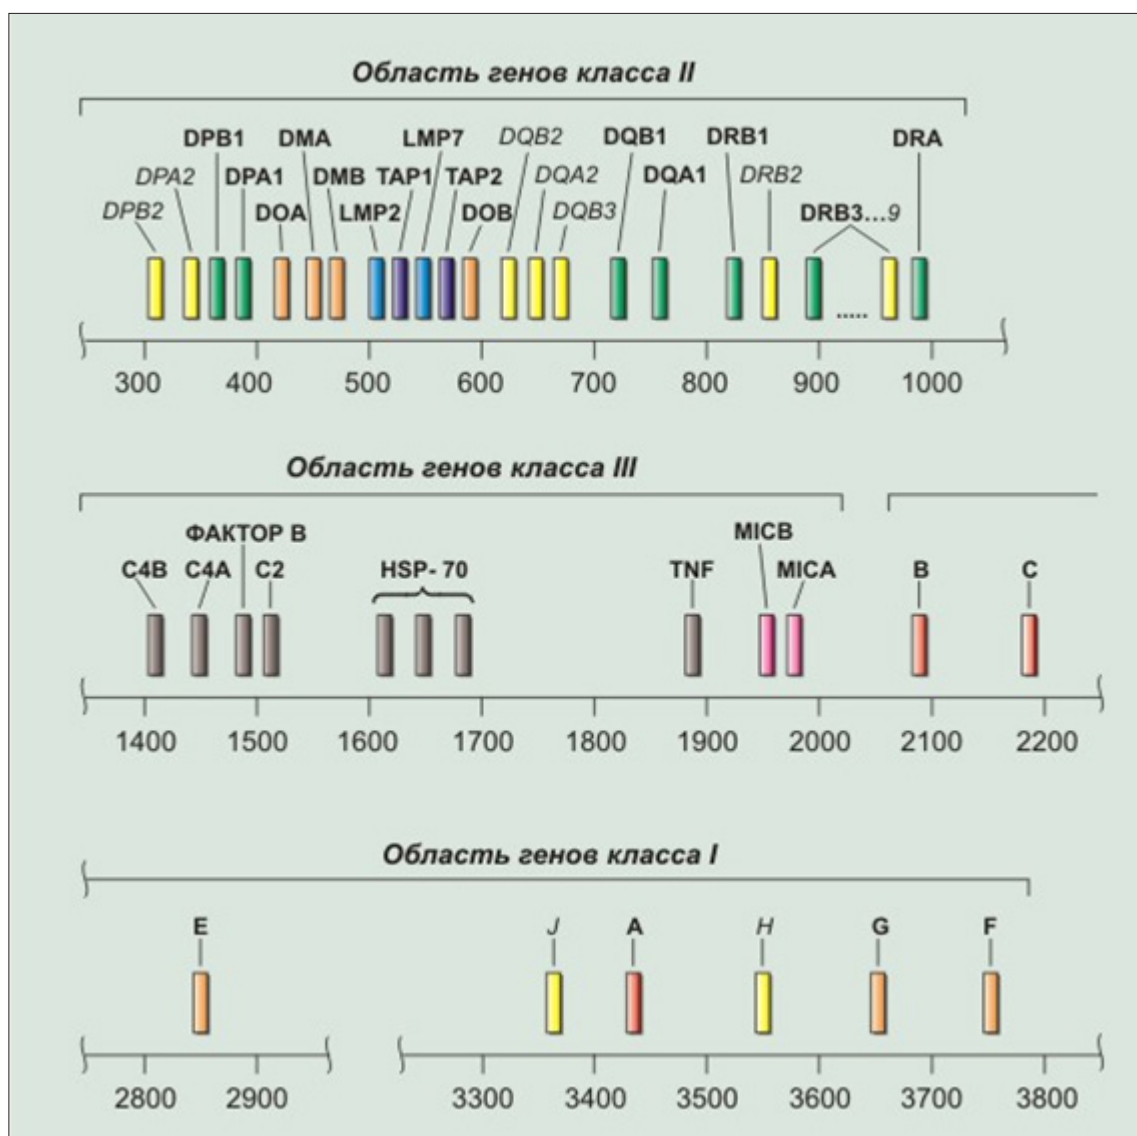 Область генов класса II
DPB1 DMA LMP7 DQB2 DQB1 DRB1 DRA
DPA2 DPA1 DMB TAP1 TAP2 DQA2 DQA1 DRB2
DPB2 DOA LMP2 DOB DQB3 DRB3...9
.....
300 400 500 600 700 800 900 1000
Область генов класса III
ФАКТОР B MICB
C4B C4A C2 HSP- 70 TNF MICA B C
1400 1500 1600 1700 1800 1900 2000 2100 2200
Область генов класса I
E J A H G F
2800 2900 3300 3400 3500 3600 3700 3800